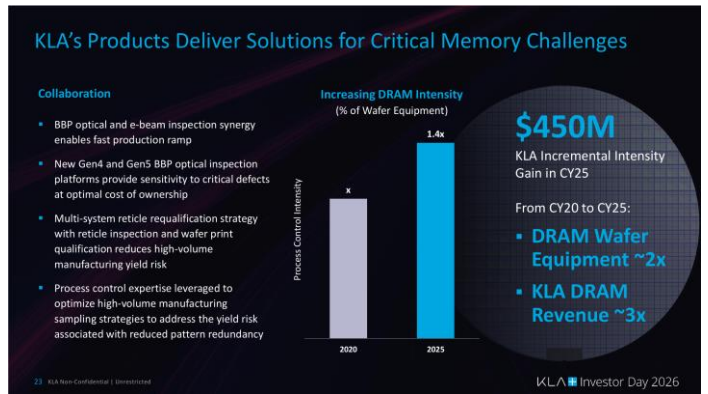 KLA's Products Deliver Solutions for Critical Memory Challenges
Collaboration
▪ BBP optical and e-beam inspection synergy
enables fast production ramp
▪ New Gen4 and Gen5 BBP optical inspection
platforms provide sensitivity to critical defects
at optimal cost of ownership
▪ Multi-system reticle requalification strategy
with reticle inspection and wafer print
qualification reduces high-volume
manufacturing yield risk
▪ Process control expertise leveraged to
optimize high-volume manufacturing
sampling strategies to address the yield risk
associated with reduced pattern redundancy
Increasing DRAM Intensity
(% of Wafer Equipment)
Process Control Intensity
x
1.4x
2020
2025
$450M
KLA Incremental Intensity
Gain in CY25
From CY20 to CY25:
▪ DRAM Wafer
Equipment ~2x
▪ KLA DRAM
Revenue ~3x
23 KLA Non-Confidential | Unrestricted
KLA Investor Day 2026